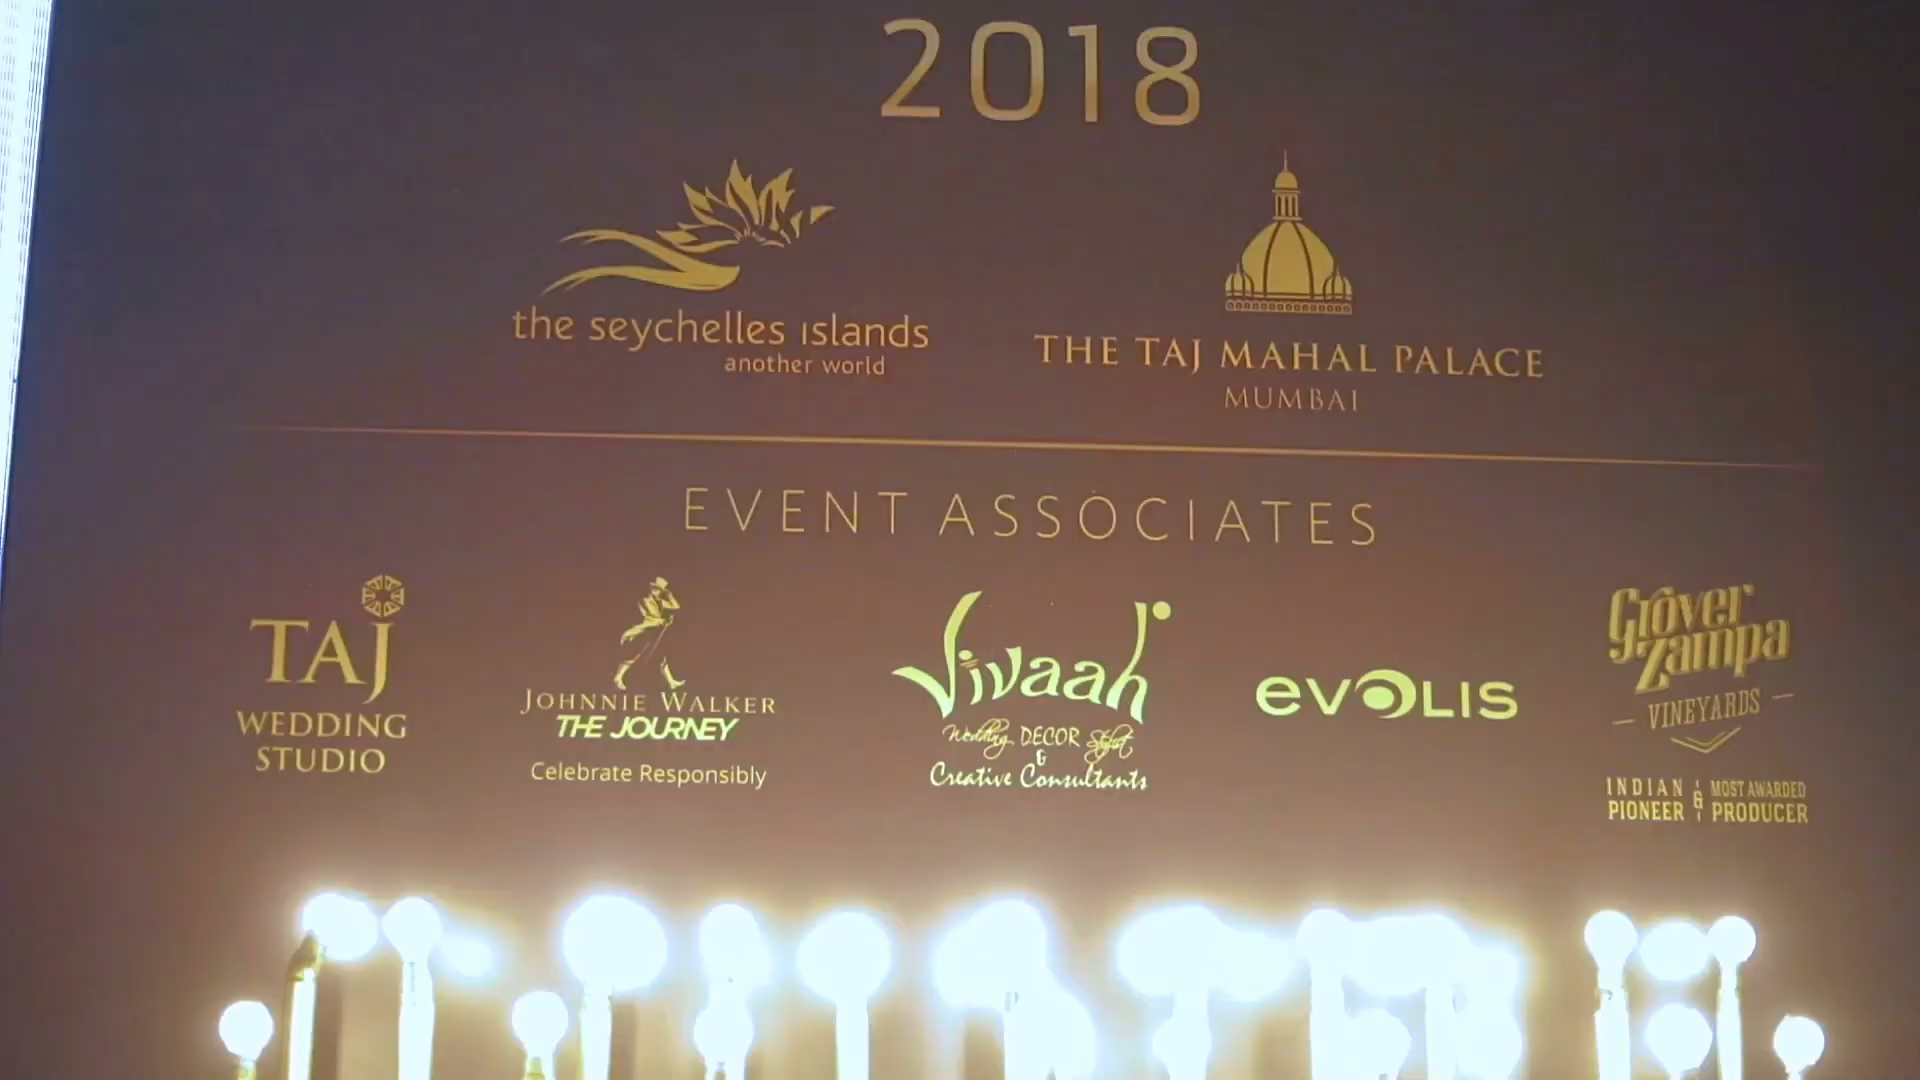 2018
the seychelles islands
another world
THE TAJ MAHAL PALACE
MUMBAI
EVENT ASSOCIATES
TAJ
WEDDING
STUDIO
JOHNNIE WALKER
THE JOURNEY
Celebrate Responsibly
Vivaah
Wedding DECOR Stylist
&
Creative Consultants
evolis
Grover
Zampa
VINEYARDS
INDIAN & MOST AWARDED
PIONEER PRODUCER